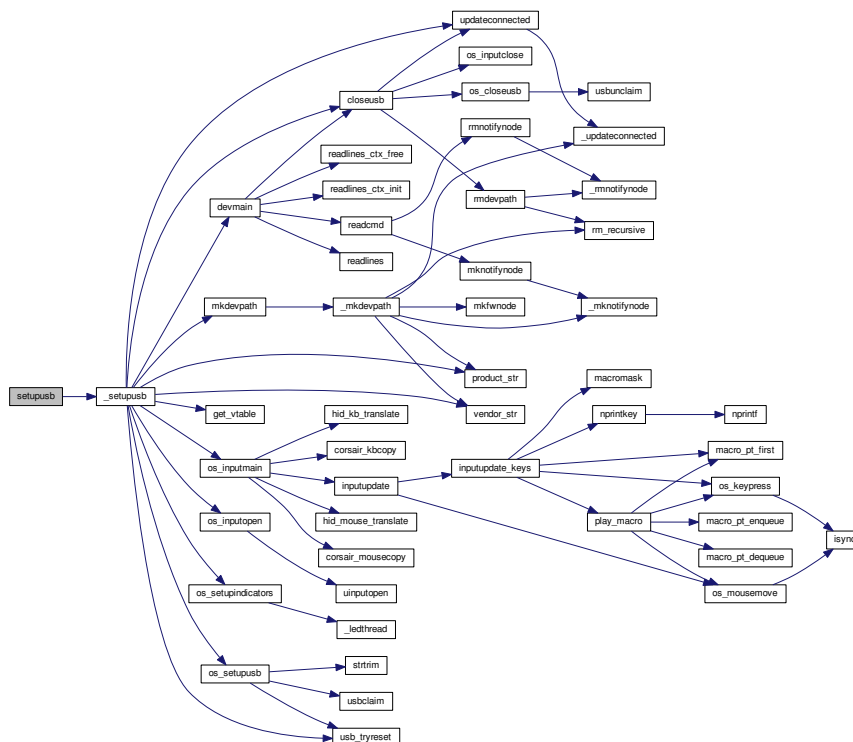 updateconnected
os_inputclose
closeusb
os_closeusb
usbunclaim
rmnotifynode
_updateconnected
readlines_ctx_free
readlines_ctx_init
_rmnotifynode
devmain
rmdevpath
readcmd
rm_recursive
readlines
mknotifynode
mkdevpath
_mkdevpath
mkfwnode
_mknotifynode
product_str
macromask
setupusb
_setupusb
get_vtable
hid_kb_translate
vendor_str
nprintkey
nprintf
corsair_kbcopy
macro_pt_first
os_inputmain
inputupdate_keys
inputupdate
os_keypress
os_inputopen
hid_mouse_translate
play_macro
macro_pt_enqueue
isync
corsair_mousecopy
macro_pt_dequeue
os_setupindicators
uinputopen
os_mousemove
_ledthread
strtrim
os_setupusb
usbclaim
usb_tryreset